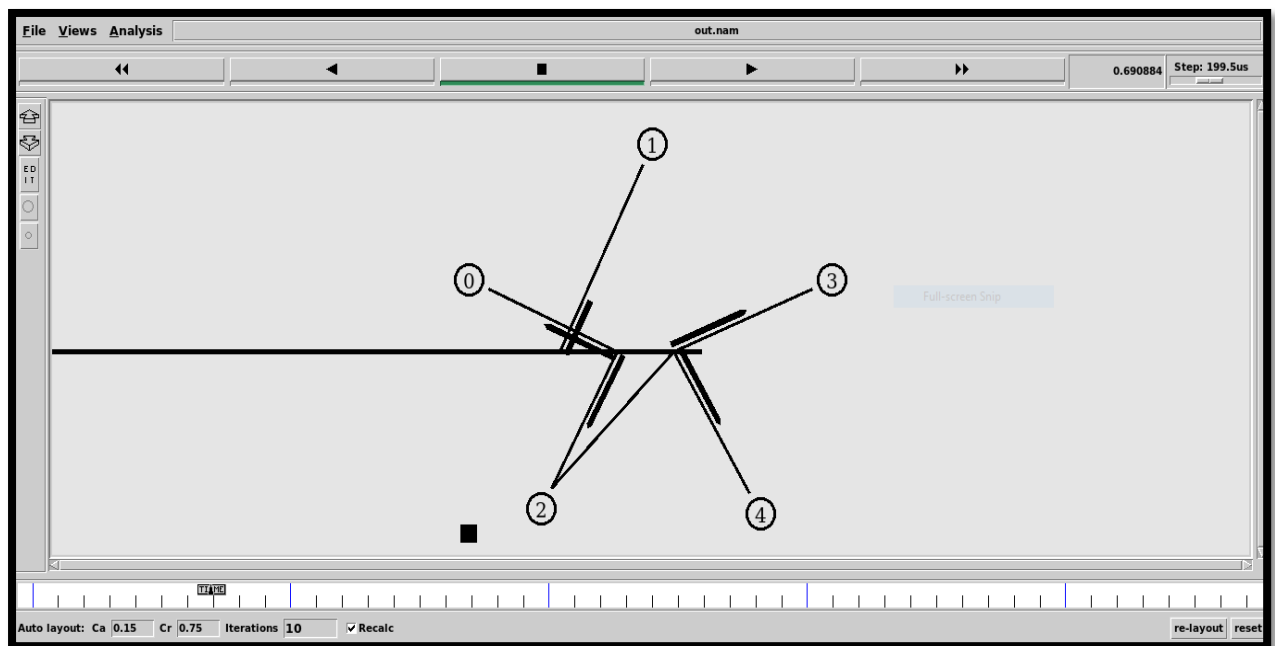 File Views Analysis out.nam
0.690884 Step: 199.5us
ED
IT
1
0
3
Full-screen Snip
2
4
TIME
Auto layout: Ca 0.15 Cr 0.75 Iterations 10 Recalc re-layout reset